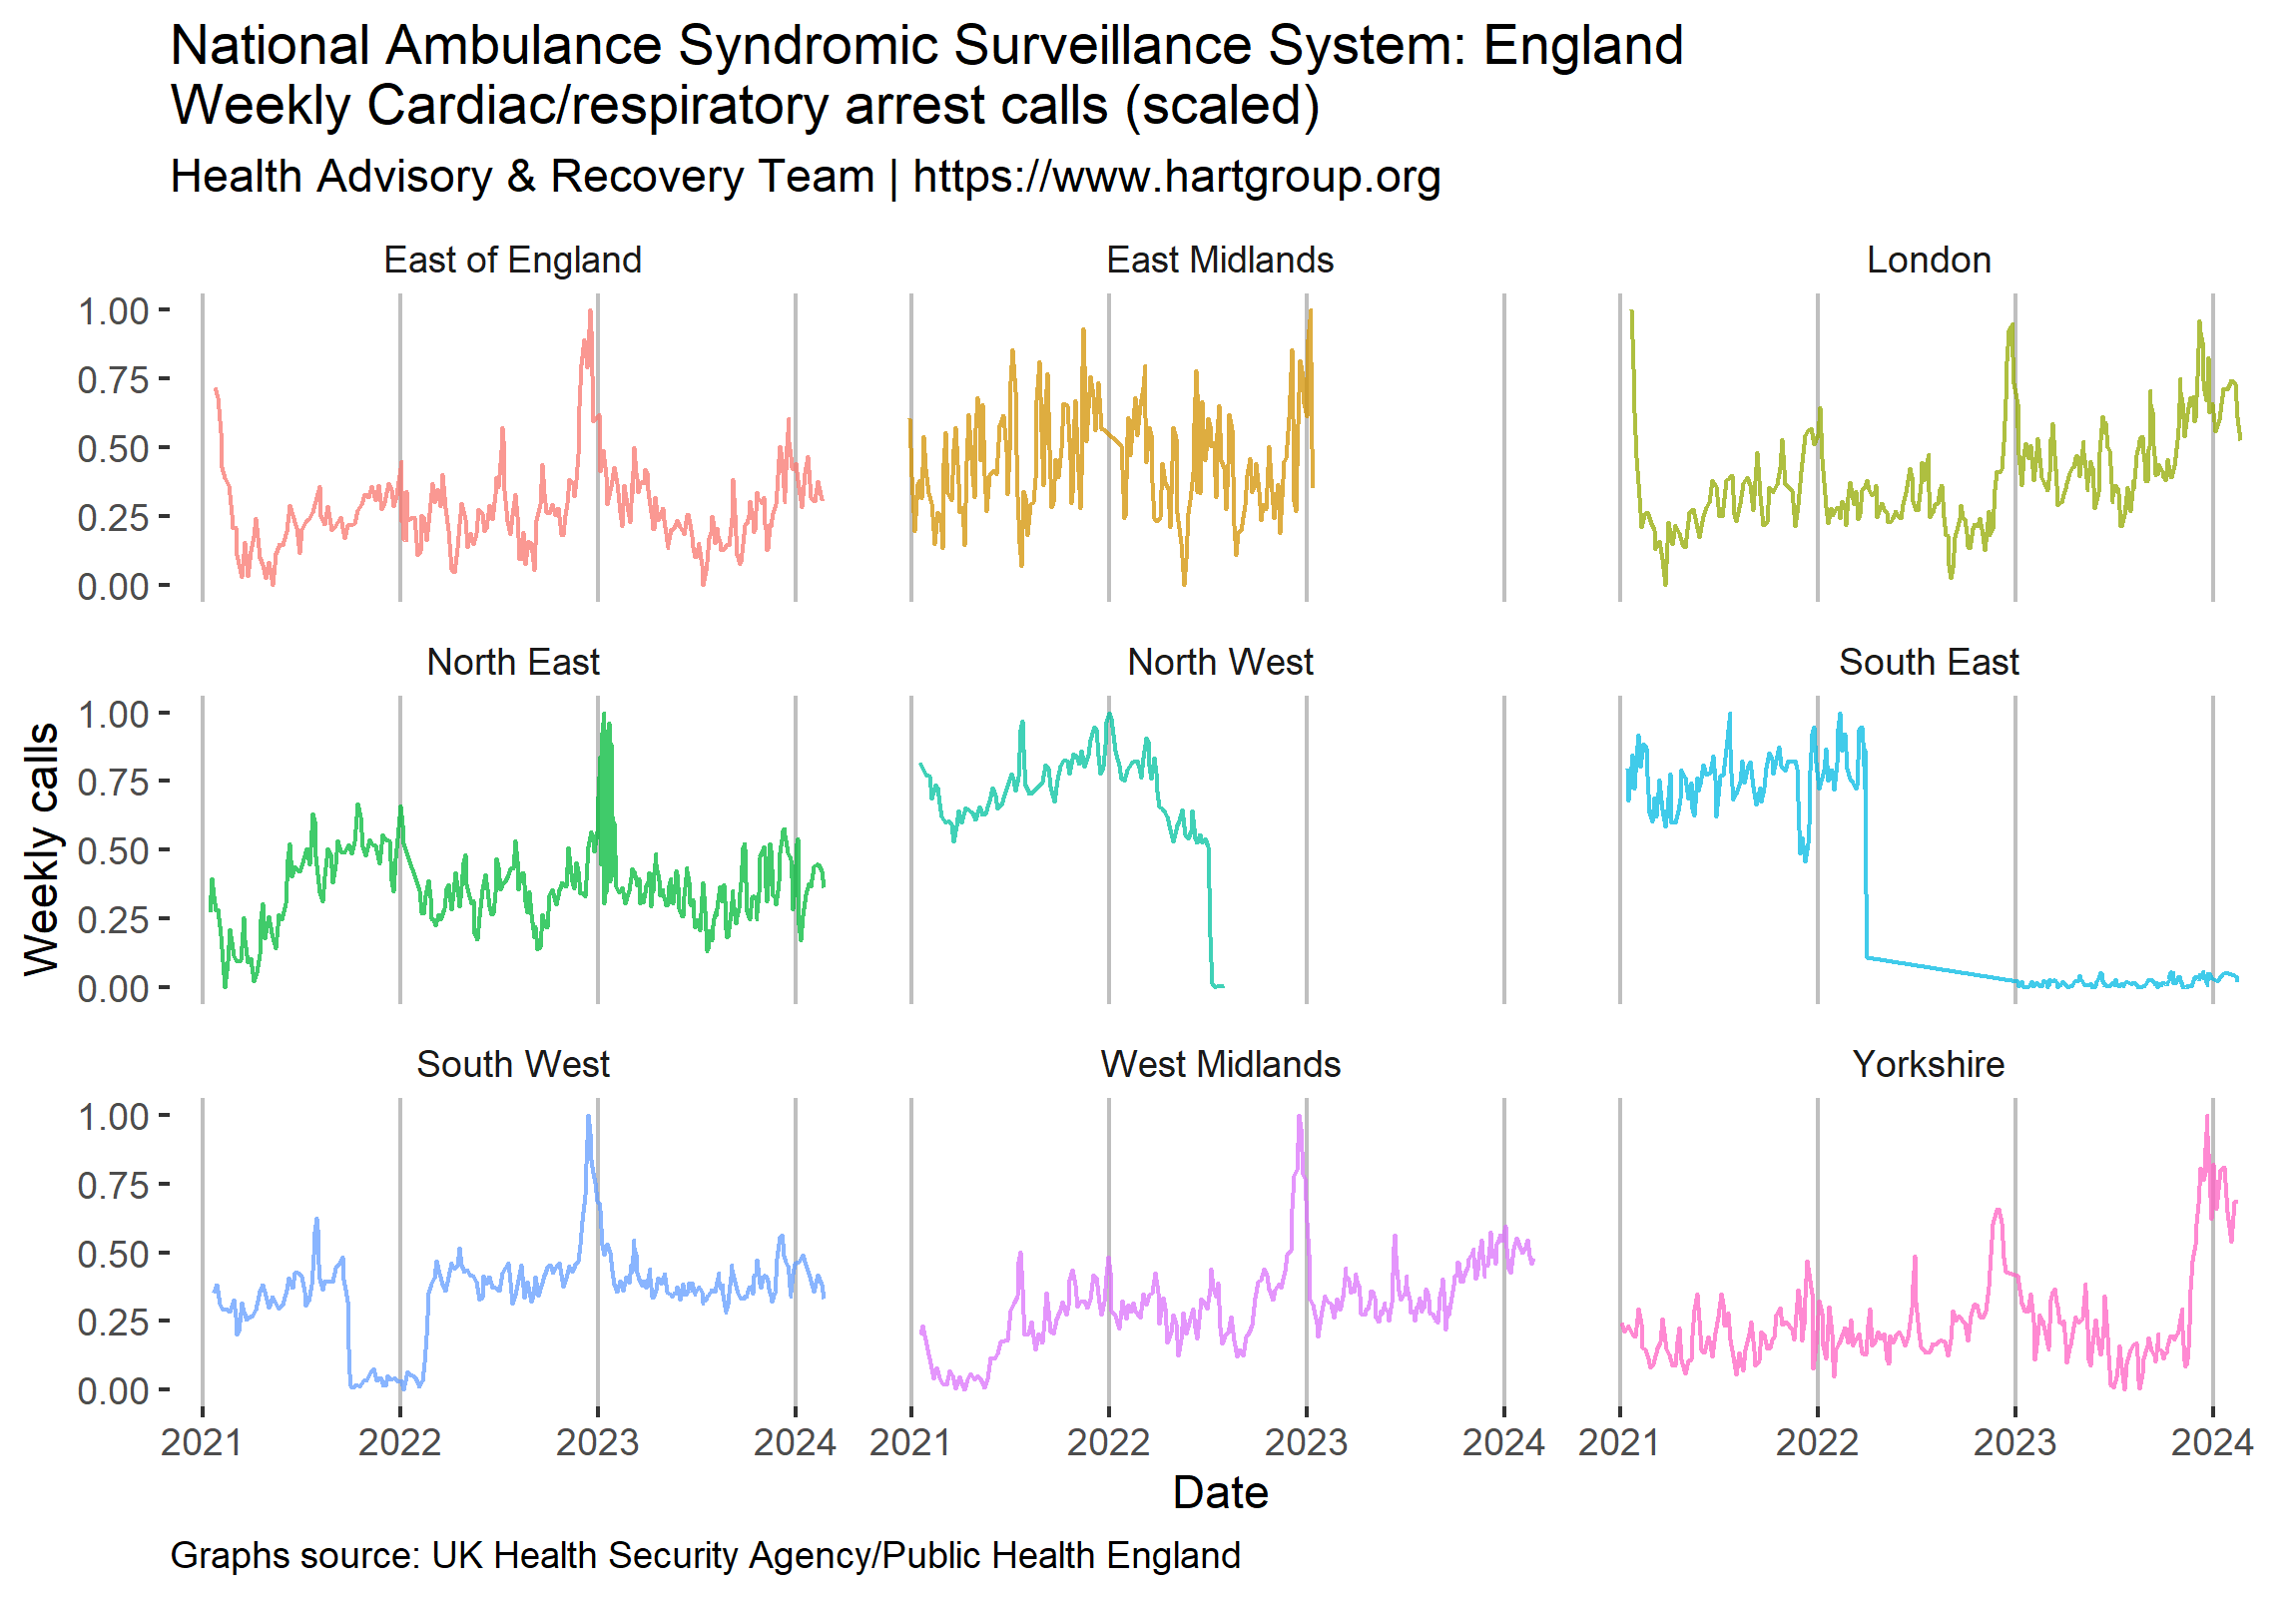 National Ambulance Syndromic Surveillance System: England
Weekly Cardiac/respiratory arrest calls (scaled)
Health Advisory & Recovery Team | https://www.hartgroup.org
East of England
East Midlands
London
1.00
0.75
0.50
0.25
0.00
North East
North West
South East
1.00
0.75
0.50
0.25
0.00
Weekly calls
South West
West Midlands
Yorkshire
1.00
0.75
0.50
0.25
0.00
2021 2022 2023 2024 2021 2022 2023 2024 2021 2022 2023 2024
Date
Graphs source: UK Health Security Agency/Public Health England